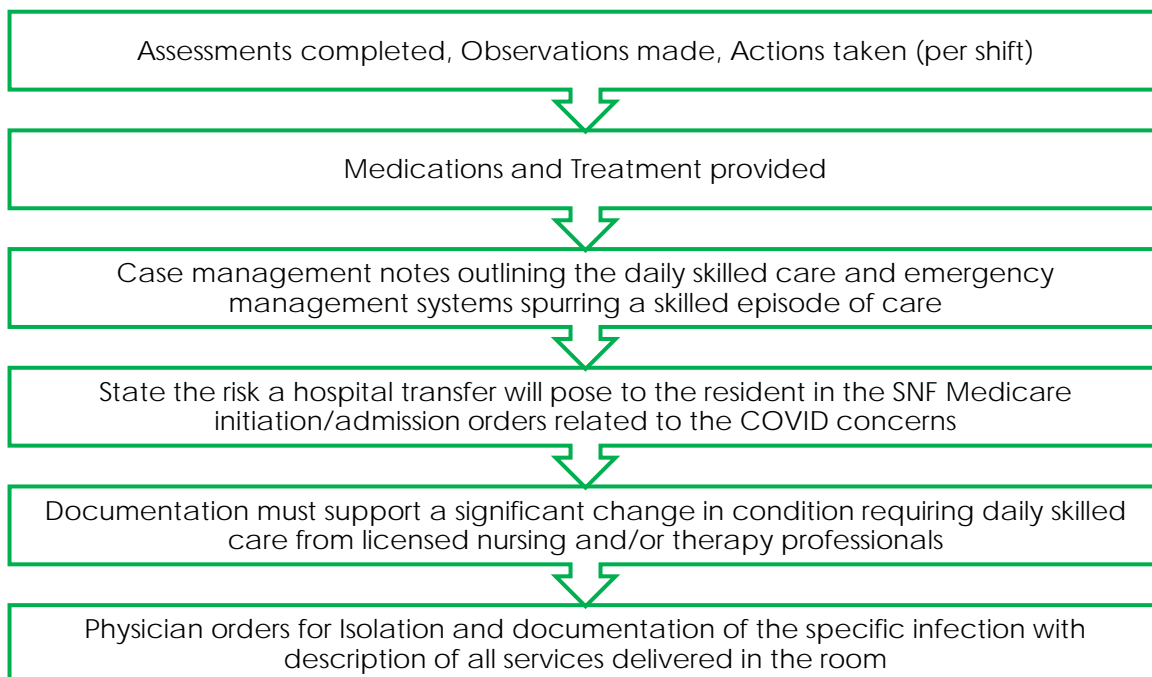 Assessments completed, Observations made, Actions taken (per shift)
Medications and Treatment provided
Case management notes outlining the daily skilled care and emergency
management systems spurring a skilled episode of care
State the risk a hospital transfer will pose to the resident in the SNF Medicare
initiation/admission orders related to the COVID concerns
Documentation must support a significant change in condition requiring daily skilled
care from licensed nursing and/or therapy professionals
Physician orders for Isolation and documentation of the specific infection with
description of all services delivered in the room